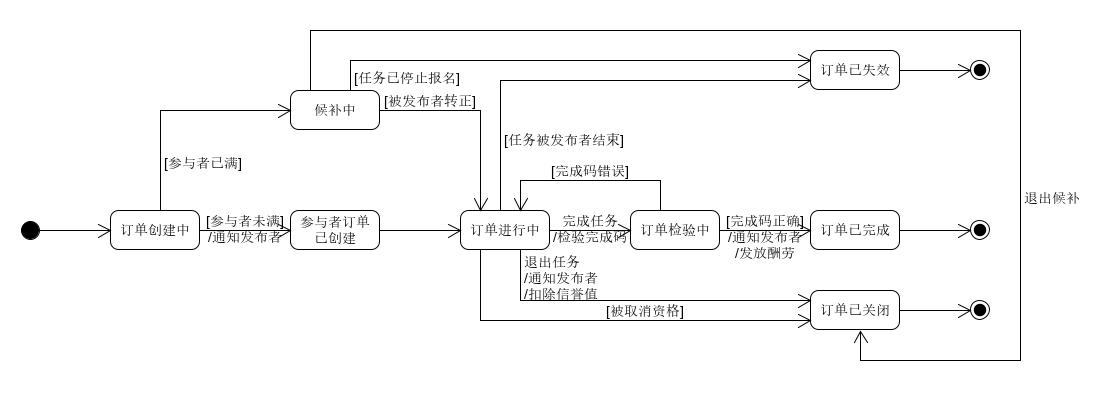 订单已失效
[任务已停止报名]
候补中
[被发布者转正]
[任务被发布者结束]
[参与者已满]
[完成码错误]
退出候补
订单创建中
[参与者未满]
/通知发布者
参与者订单
已创建
订单进行中
完成任务
/检验完成码
订单检验中
[完成码正确]
/通知发布者
/发放酬劳
订单已完成
退出任务
/通知发布者
/扣除信誉值
[被取消资格]
订单已关闭